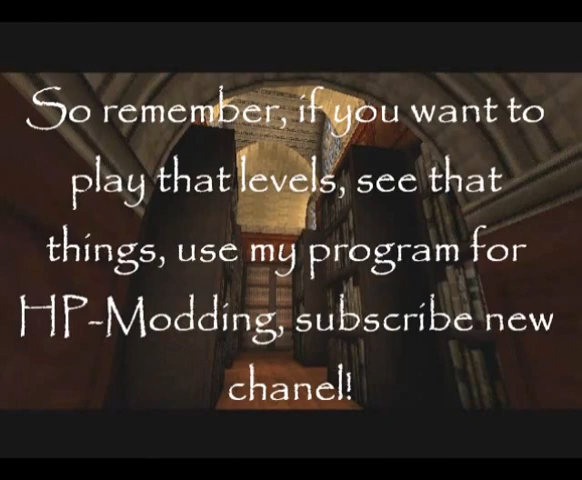 So remember, if you want to
play that levels, see that
things, use my program for
HP-Modding, subscribe new
chanel!